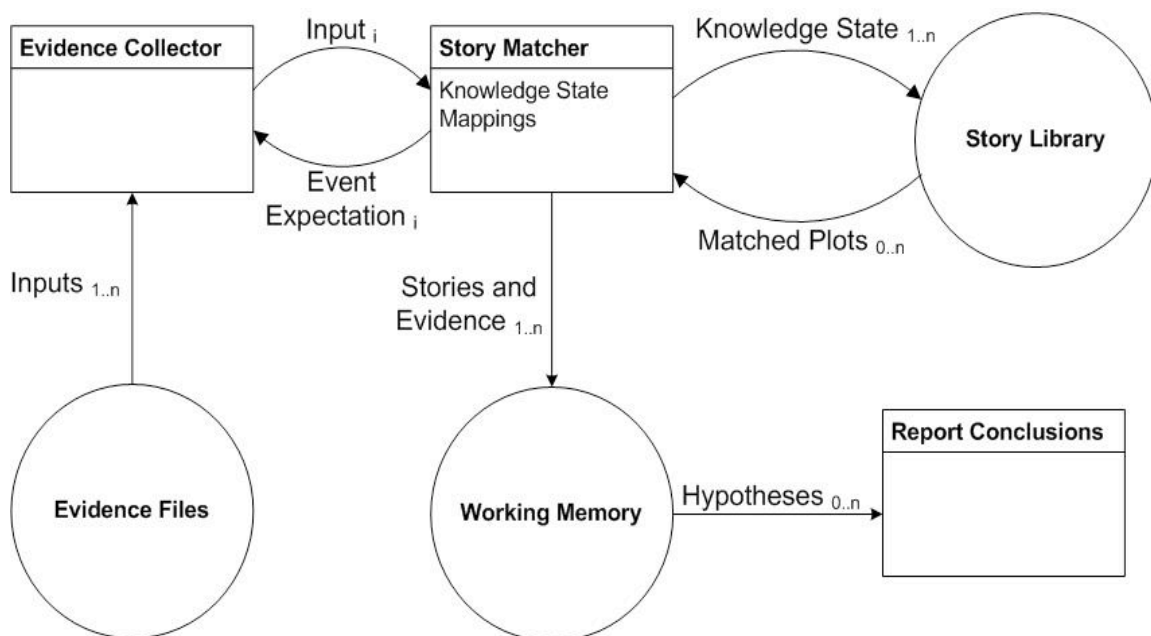 Evidence Collector
Input i
Story Matcher
Knowledge State
Mappings
Knowledge State 1..n
Story Library
Event
Expectation i
Matched Plots 0..n
Inputs 1..n
Stories and
Evidence 1..n
Evidence Files
Working Memory
Hypotheses 0..n
Report Conclusions